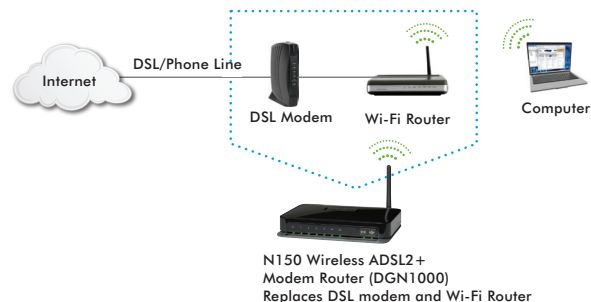 Internet
DSL/Phone Line
DSL Modem
Wi-Fi Router
Computer
N150 Wireless ADSL2+
Modem Router (DGN1000)
Replaces DSL modem and Wi-Fi Router